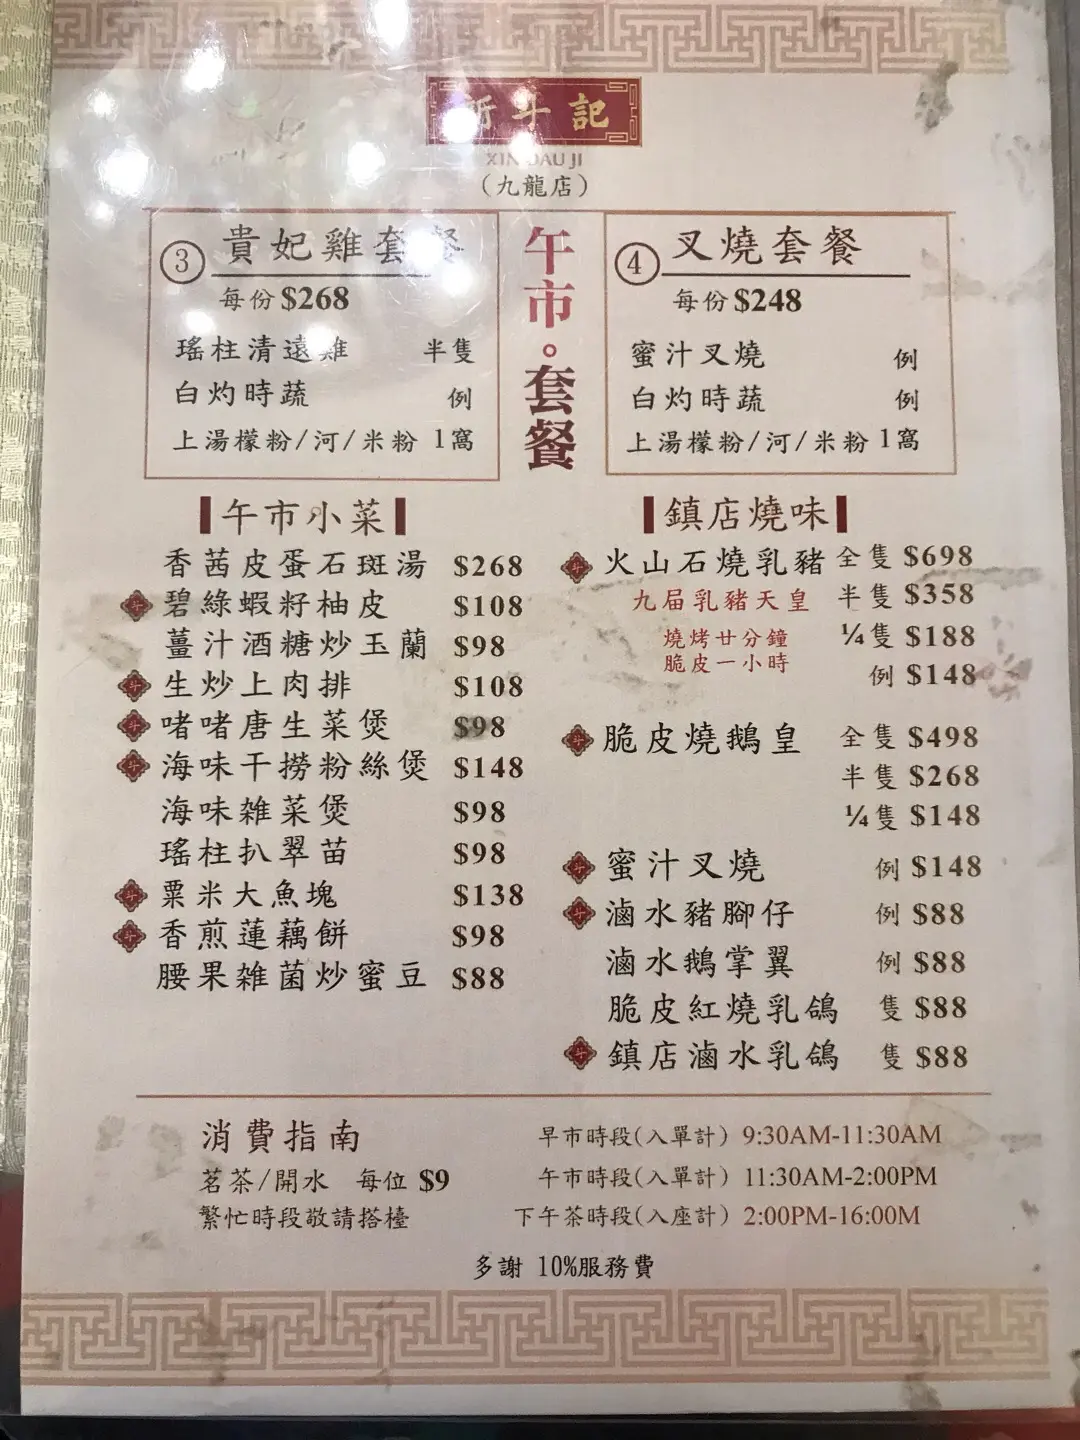 新斗記
XIN DAU JI
(九龍店)
午市。套餐
③ 貴妃雞套餐
每份 $268
瑤柱清遠雞 半隻
白灼時蔬 例
上湯檬粉/河/米粉 1窩
④ 叉燒套餐
每份 $248
蜜汁叉燒 例
白灼時蔬 例
上湯檬粉/河/米粉 1窩
午市小菜
香茜皮蛋石斑湯 $268
碧綠蝦籽柚皮 $108
薑汁酒糖炒玉蘭 $98
生炒上肉排 $108
啫啫唐生菜煲 $98
海味干撈粉絲煲 $148
海味雑菜煲 $98
瑤柱扒翠苗 $98
粟米大魚塊 $138
香煎蓮藕餅 $98
腰果雑菌炒蜜豆 $88
鎮店燒味
火山石燒乳豬 全隻 $698
九届乳豬天皇 半隻 $358
燒烤廿分鐘 ¼隻 $188
脆皮一小時 例 $148
脆皮燒鵝皇 全隻 $498
半隻 $268
¼隻 $148
蜜汁叉燒 例 $148
滷水豬腳仔 例 $88
滷水鵝掌翼 例 $88
脆皮紅燒乳鴿 隻 $88
鎮店滷水乳鴿 隻 $88
消費指南
茗茶/開水 每位 $9
繁忙時段敬請搭檯
早市時段(入單計) 9:30AM-11:30AM
午市時段(入單計) 11:30AM-2:00PM
下午茶時段(入座計) 2:00PM-16:00M
多謝 10%服務費